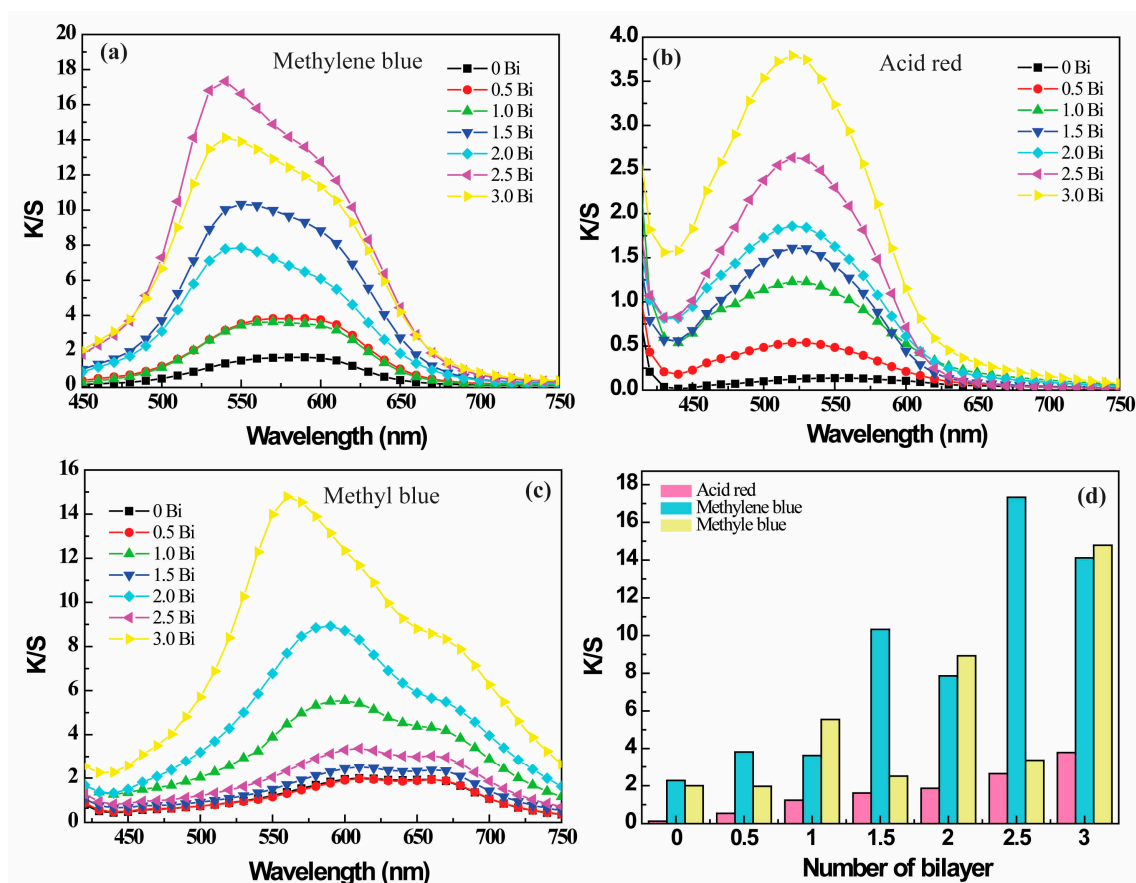 (a)
Methylene blue
0 Bi
0.5 Bi
1.0 Bi
1.5 Bi
2.0 Bi
2.5 Bi
3.0 Bi
K/S
20
18
16
14
12
10
8
6
4
2
0
450 500 550 600 650 700 750
Wavelength (nm)
(b)
Acid red
0 Bi
0.5 Bi
1.0 Bi
1.5 Bi
2.0 Bi
2.5 Bi
3.0 Bi
K/S
4.0
3.5
3.0
2.5
2.0
1.5
1.0
0.5
0.0
450 500 550 600 650 700 750
Wavelength (nm)
Methyl blue
(c)
0 Bi
0.5 Bi
1.0 Bi
1.5 Bi
2.0 Bi
2.5 Bi
3.0 Bi
K/S
16
14
12
10
8
6
4
2
0
450 500 550 600 650 700 750
Wavelength (nm)
(d)
Acid red
Methylene blue
Methyle blue
K/S
18
16
14
12
10
8
6
4
2
0
0 0.5 1 1.5 2 2.5 3
Number of bilayer